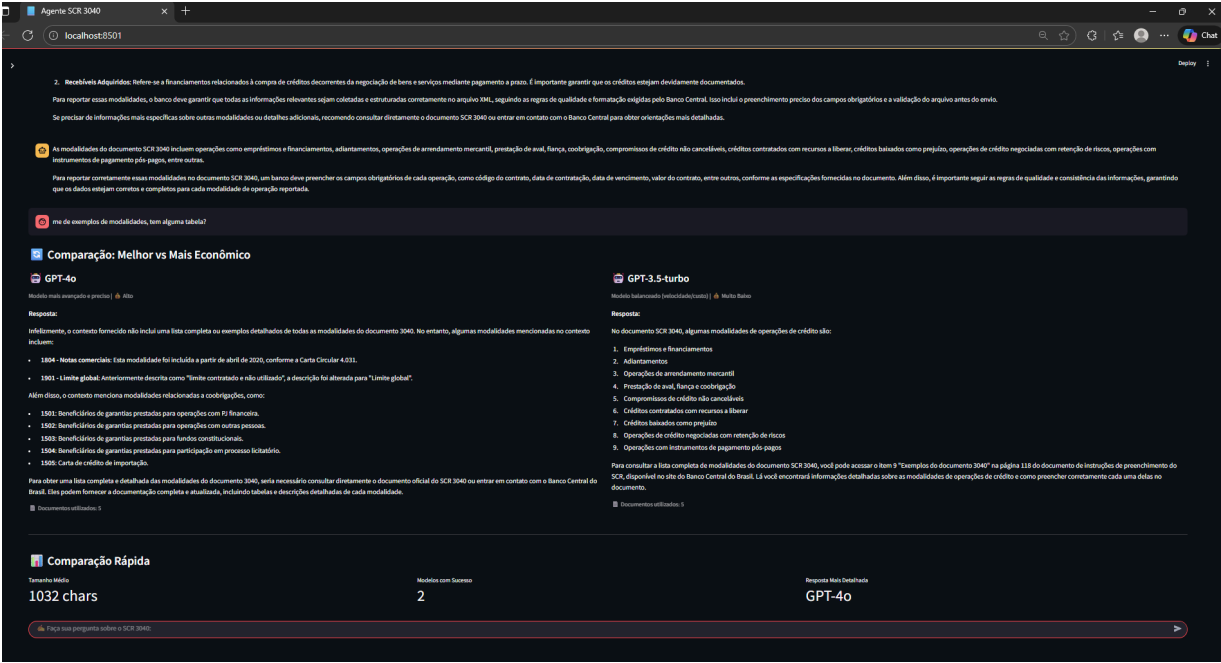 Agente SCR 3040
localhost:8501
Chat
Deploy
2. Recebíveis Adquiridos: Refere-se a financiamentos relacionados à compra de créditos decorrentes da negociação de bens e serviços mediante pagamento a prazo. É importante garantir que os créditos estejam devidamente documentados.
Para reportar essas modalidades, o banco deve garantir que todas as informações relevantes sejam coletadas e estruturadas corretamente no arquivo XML, seguindo as regras de qualidade e formatação exigidas pelo Banco Central. Isso inclui o preenchimento preciso dos campos obrigatórios e a validação do arquivo antes do envio.
Se precisar de informações mais específicas sobre outras modalidades ou detalhes adicionais, recomendo consultar diretamente o documento SCR 3040 ou entrar em contato com o Banco Central para obter orientações mais detalhadas.
As modalidades do documento SCR 3040 incluem operações como empréstimos e financiamentos, adiantamentos, operações de arrendamento mercantil, prestação de aval, fiança, coobrigação, compromissos de crédito não canceláveis, créditos contratados com recursos a liberar, créditos baixados como prejuízo, operações de crédito negociadas com retenção de riscos, operações com
instrumentos de pagamento pós-pagos, entre outras.
Para reportar corretamente essas modalidades no documento SCR 3040, um banco deve preencher os campos obrigatórios de cada operação, como código do contrato, data de contratação, data de vencimento, valor do contrato, entre outros, conforme as especificações fornecidas no documento. Além disso, é importante seguir as regras de qualidade e consistência das informações, garantindo
que os dados estejam corretos e completos para cada modalidade de operação reportada.
me de exemplos de modalidades, tem alguma tabela?
Comparação: Melhor vs Mais Econômico
GPT-4o
Modelo mais avançado e preciso | Alto
Resposta:
Infelizmente, o contexto fornecido não inclui uma lista completa ou exemplos detalhados de todas as modalidades do documento 3040. No entanto, algumas modalidades mencionadas no contexto
incluem:
• 1804 - Notas comerciais: Esta modalidade foi incluída a partir de abril de 2020, conforme a Carta Circular 4.031.
• 1901 - Limite global: Anteriormente descrita como "limite contratado e não utilizado", a descrição foi alterada para "Limite global".
Além disso, o contexto menciona modalidades relacionadas a coobrigações, como:
• 1501: Beneficiários de garantias prestadas para operações com PJ financeira.
• 1502: Beneficiários de garantias prestadas para operações com outras pessoas.
• 1503: Beneficiários de garantias prestadas para fundos constitucionais.
• 1504: Beneficiários de garantias prestadas para participação em processo licitatório.
• 1505: Carta de crédito de importação.
Para obter uma lista completa e detalhada das modalidades do documento 3040, seria necessário consultar diretamente o documento oficial do SCR 3040 ou entrar em contato com o Banco Central do
Brasil. Eles podem fornecer a documentação completa e atualizada, incluindo tabelas e descrições detalhadas de cada modalidade.
Documentos utilizados: 5
GPT-3.5-turbo
Modelo balanceado (velocidade/custo) | Muito Baixo
Resposta:
No documento SCR 3040, algumas modalidades de operações de crédito são:
1. Empréstimos e financiamentos
2. Adiantamentos
3. Operações de arrendamento mercantil
4. Prestação de aval, fiança e coobrigação
5. Compromissos de crédito não canceláveis
6. Créditos contratados com recursos a liberar
7. Créditos baixados como prejuízo
8. Operações de crédito negociadas com retenção de riscos
9. Operações com instrumentos de pagamento pós-pagos
Para consultar a lista completa de modalidades do documento SCR 3040, você pode acessar o item 9 "Exemplos do documento 3040" na página 118 do documento de instruções de preenchimento do
SCR, disponível no site do Banco Central do Brasil. Lá você encontrará informações detalhadas sobre as modalidades de operações de crédito e como preencher corretamente cada uma delas no
documento.
Documentos utilizados: 5
Comparação Rápida
Tamanho Médio
1032 chars
Modelos com Sucesso
2
Resposta Mais Detalhada
GPT-4o
Faça sua pergunta sobre o SCR 3040: